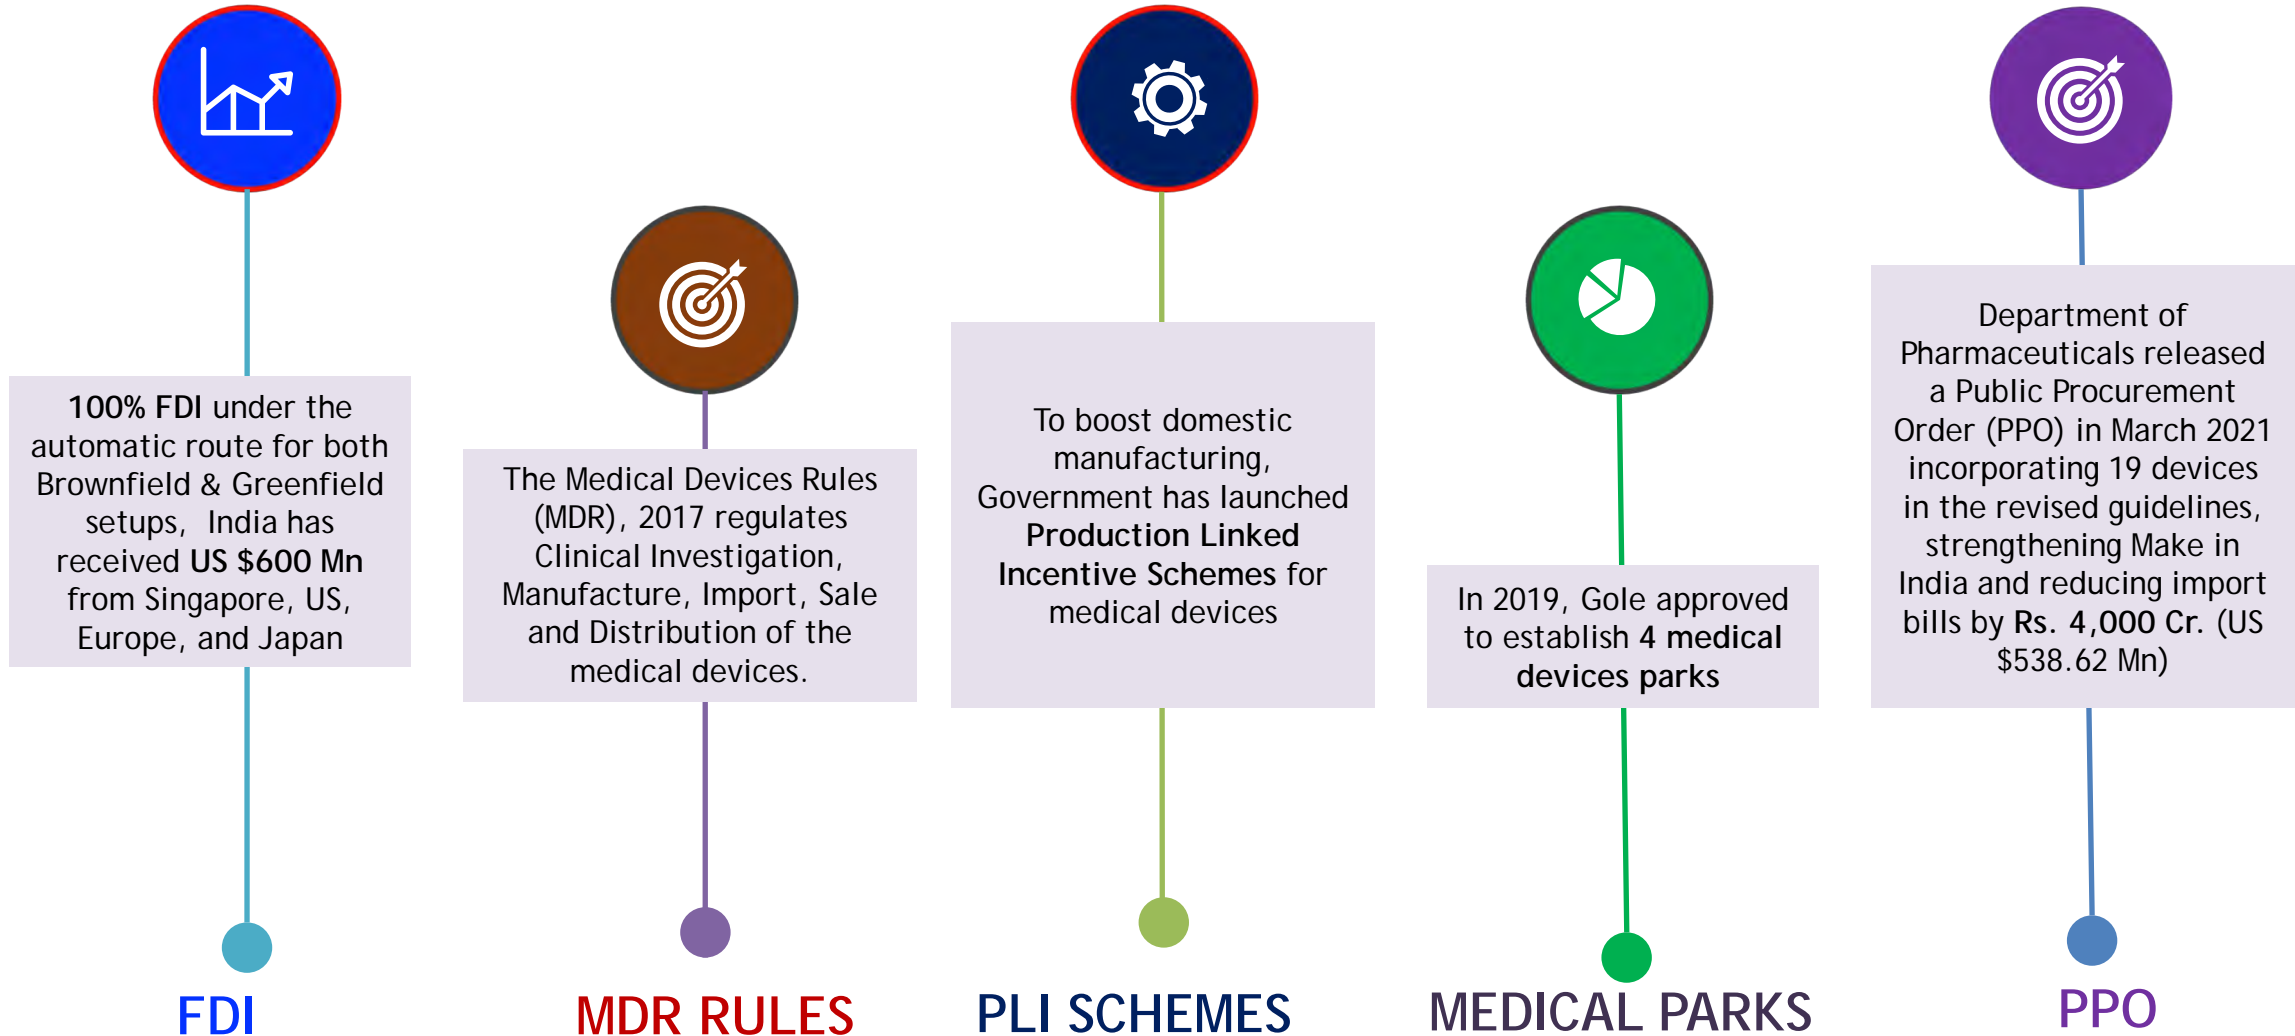 100% FDI under the
automatic route for both
Brownfield & Greenfield
setups, India has
received US $600 Mn
from Singapore, US,
Europe, and Japan
FDI
The Medical Devices Rules
(MDR), 2017 regulates
Clinical Investigation,
Manufacture, Import, Sale
and Distribution of the
medical devices.
MDR RULES
To boost domestic
manufacturing,
Government has launched
Production Linked
Incentive Schemes for
medical devices
PLI SCHEMES
In 2019, Gole approved
to establish 4 medical
devices parks
MEDICAL PARKS
Department of
Pharmaceuticals released
a Public Procurement
Order (PPO) in March 2021
incorporating 19 devices
in the revised guidelines,
strengthening Make in
India and reducing import
bills by Rs. 4,000 Cr. (US
$538.62 Mn)
PPO